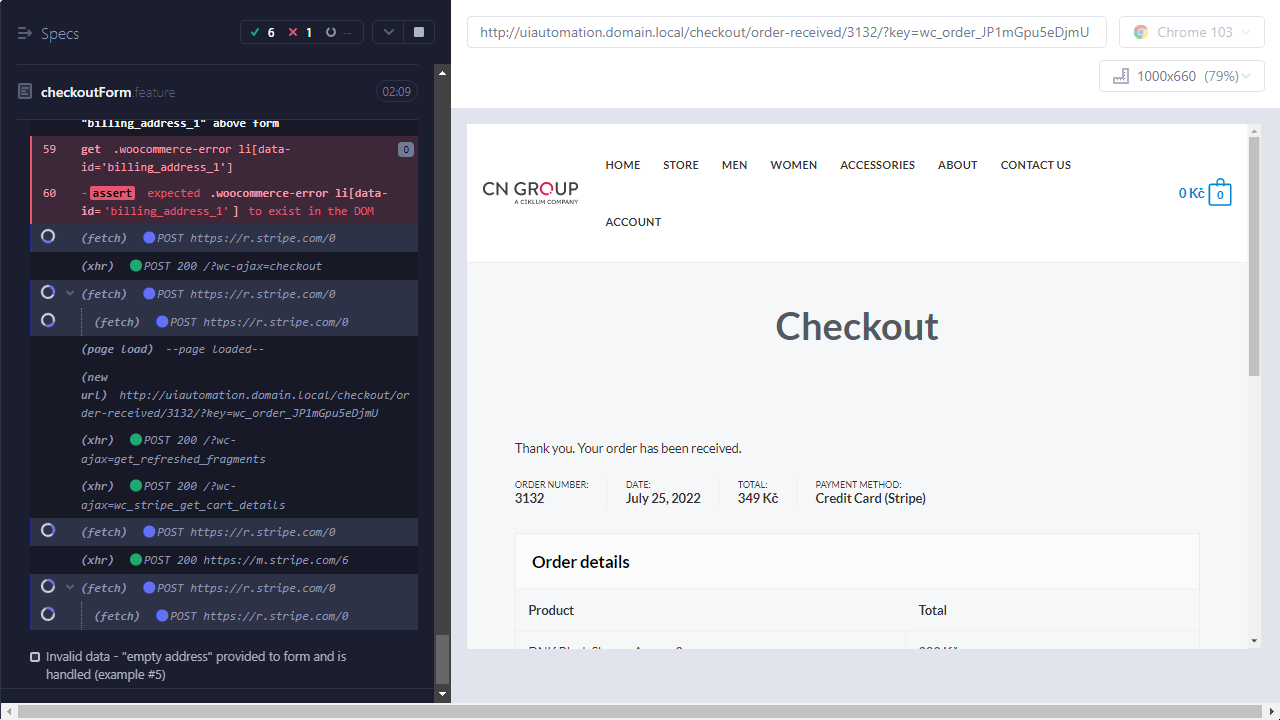 Specs
6
1
--
checkoutForm.feature
02:09
"billing_address_1" above form
59 get .woocommerce-error li[data-
id='billing_address_1']
0
60 - assert expected .woocommerce-error li[data-
id='billing_address_1'] to exist in the DOM
(fetch) POST https://r.stripe.com/0
(xhr) POST 200 /?wc-ajax=checkout
(fetch) POST https://r.stripe.com/0
(fetch) POST https://r.stripe.com/0
(page load) --page loaded--
(new
url) http://uiautomation.domain.local/checkout/or
der-received/3132/?key=wc_order_JP1mGpu5eDjmU
(xhr) POST 200 /?wc-
ajax=get_refreshed_fragments
(xhr) POST 200 /?wc-
ajax=wc_stripe_get_cart_details
(fetch) POST https://r.stripe.com/0
(xhr) POST 200 https://m.stripe.com/6
(fetch) POST https://r.stripe.com/0
(fetch) POST https://r.stripe.com/0
Invalid data - "empty address" provided to form and is
handled (example #5)
http://uiautomation.domain.local/checkout/order-received/3132/?key=wc_order_JP1mGpu5eDjmU
Chrome 103
1000x660 (79%)
CN GROUP
A CIKLUM COMPANY
HOME STORE MEN WOMEN ACCESSORIES ABOUT CONTACT US
ACCOUNT
0 Kč 0
Checkout
Thank you. Your order has been received.
ORDER NUMBER:
3132
DATE:
July 25, 2022
TOTAL:
349 Kč
PAYMENT METHOD:
Credit Card (Stripe)
Order details
Product Total